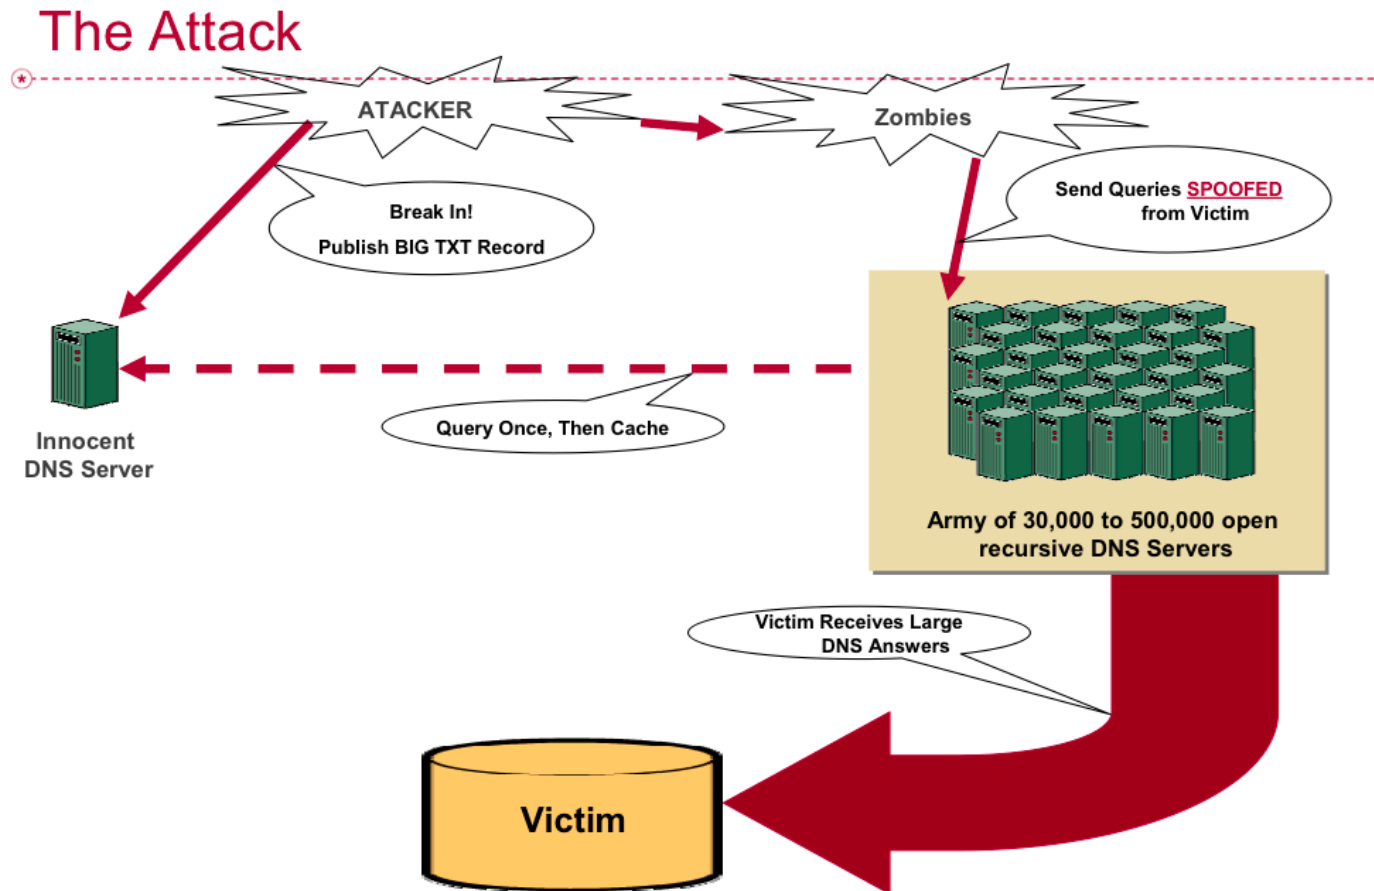 The Attack
*
ATACKER
Zombies
Break In!
Publish BIG TXT Record
Send Queries SPOOFED
from Victim
Innocent
DNS Server
Query Once, Then Cache
Army of 30,000 to 500,000 open
recursive DNS Servers
Victim Receives Large
DNS Answers
Victim